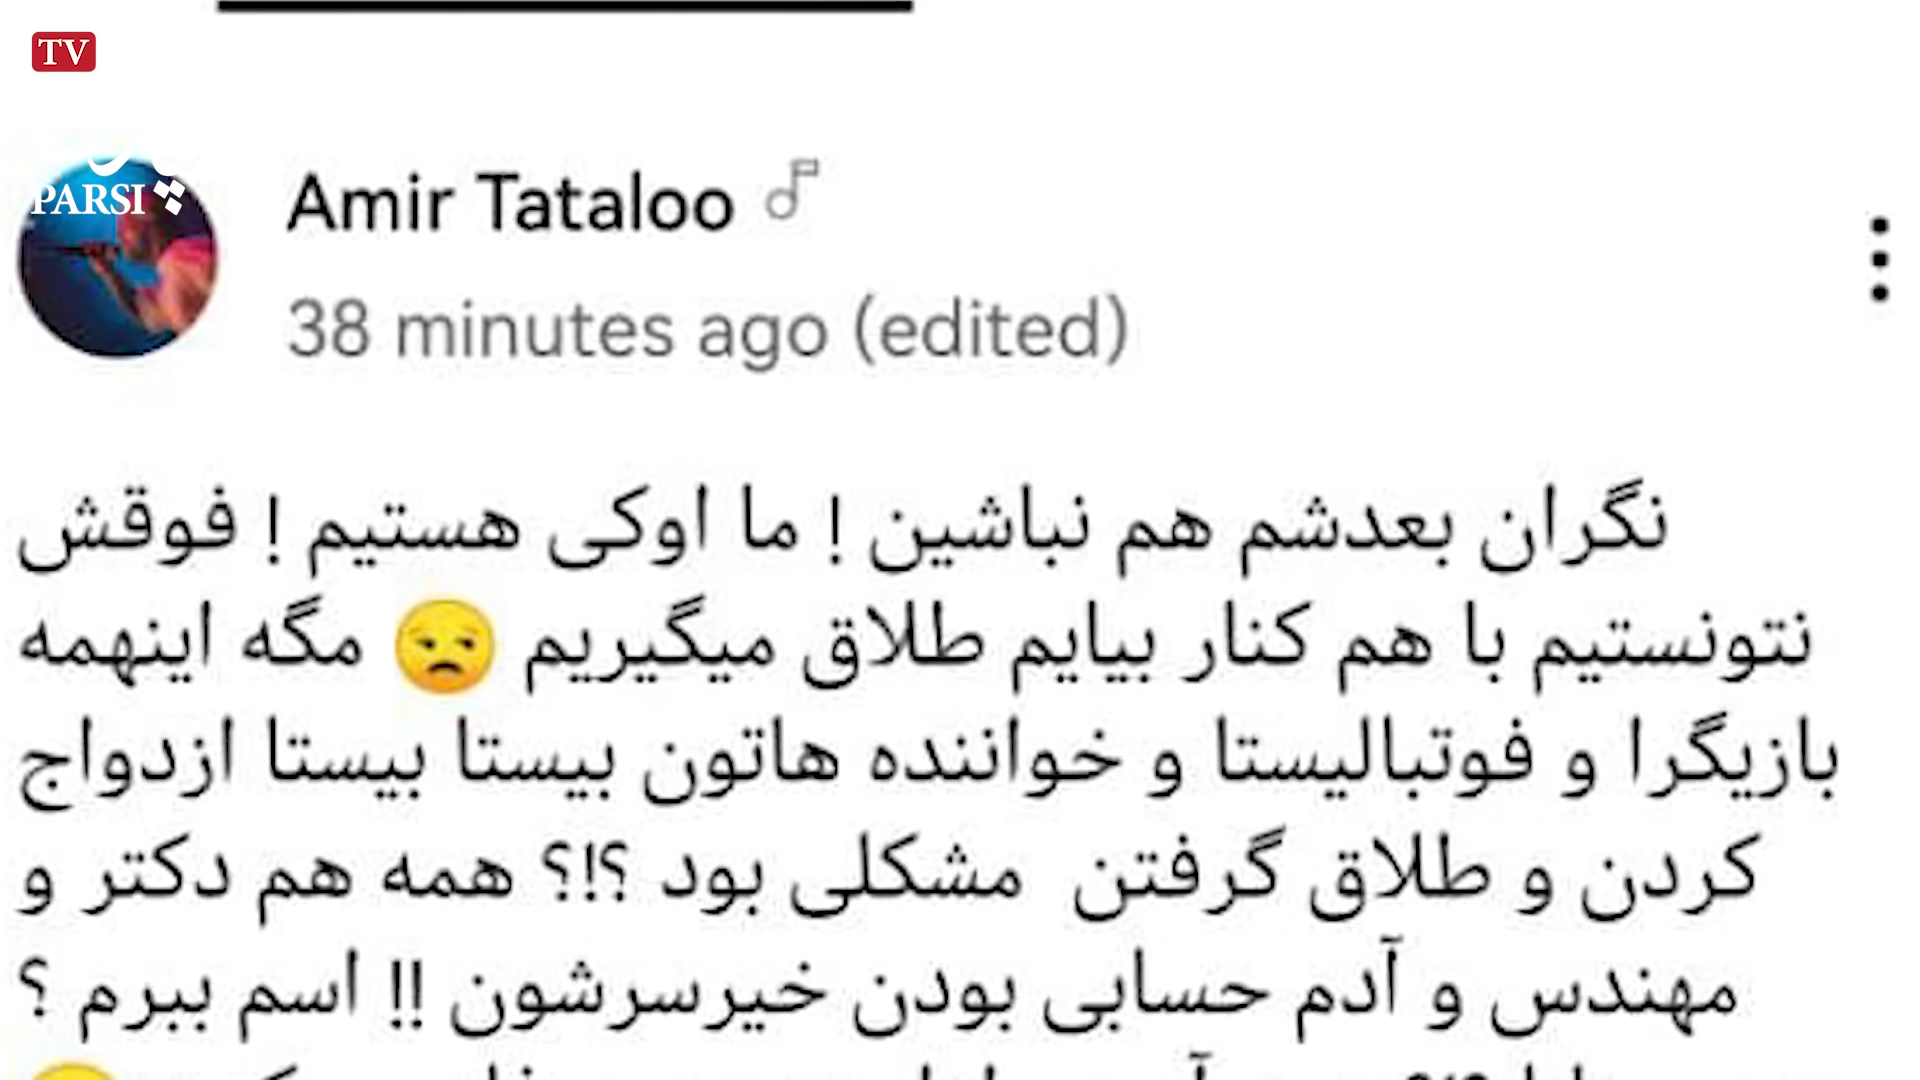 TV
PARSI
Amir Tataloo
38 minutes ago (edited)
نگران بعدشم هم نباشین ! ما اوکی هستیم ! فوقش
نتونستیم با هم کنار بیایم طلاق میگیریم 😞 مگه اینهمه
بازیگرا و فوتبالیستا و خواننده هاتون بیستا بیستا ازدواج
کردن و طلاق گرفتن مشکلی بود ؟!؟ همه هم دکتر و
مهندس و آدم حسابی بودن خیرسرشون !! اسم ببرم ؟